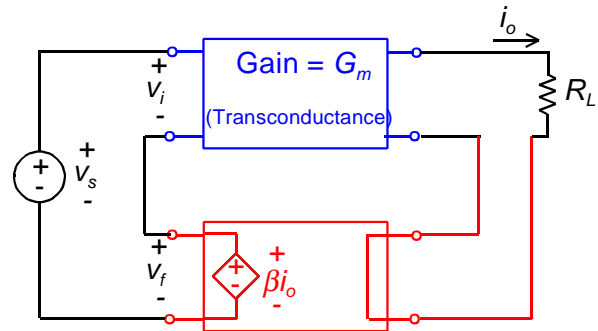 i_o
Gain = G_m
+
v_i
-
(Transconductance)
R_L
+
-
+
v_s
-
+
v_f
-
+
-
+
βi_o
-